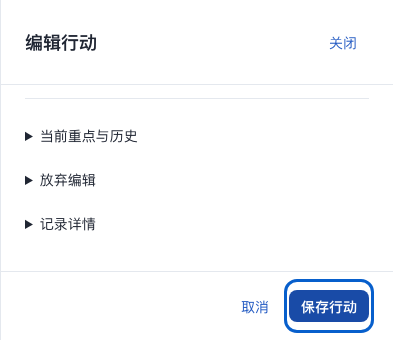 编辑行动
关闭
当前重点与历史
放弃编辑
记录详情
取消
保存行动